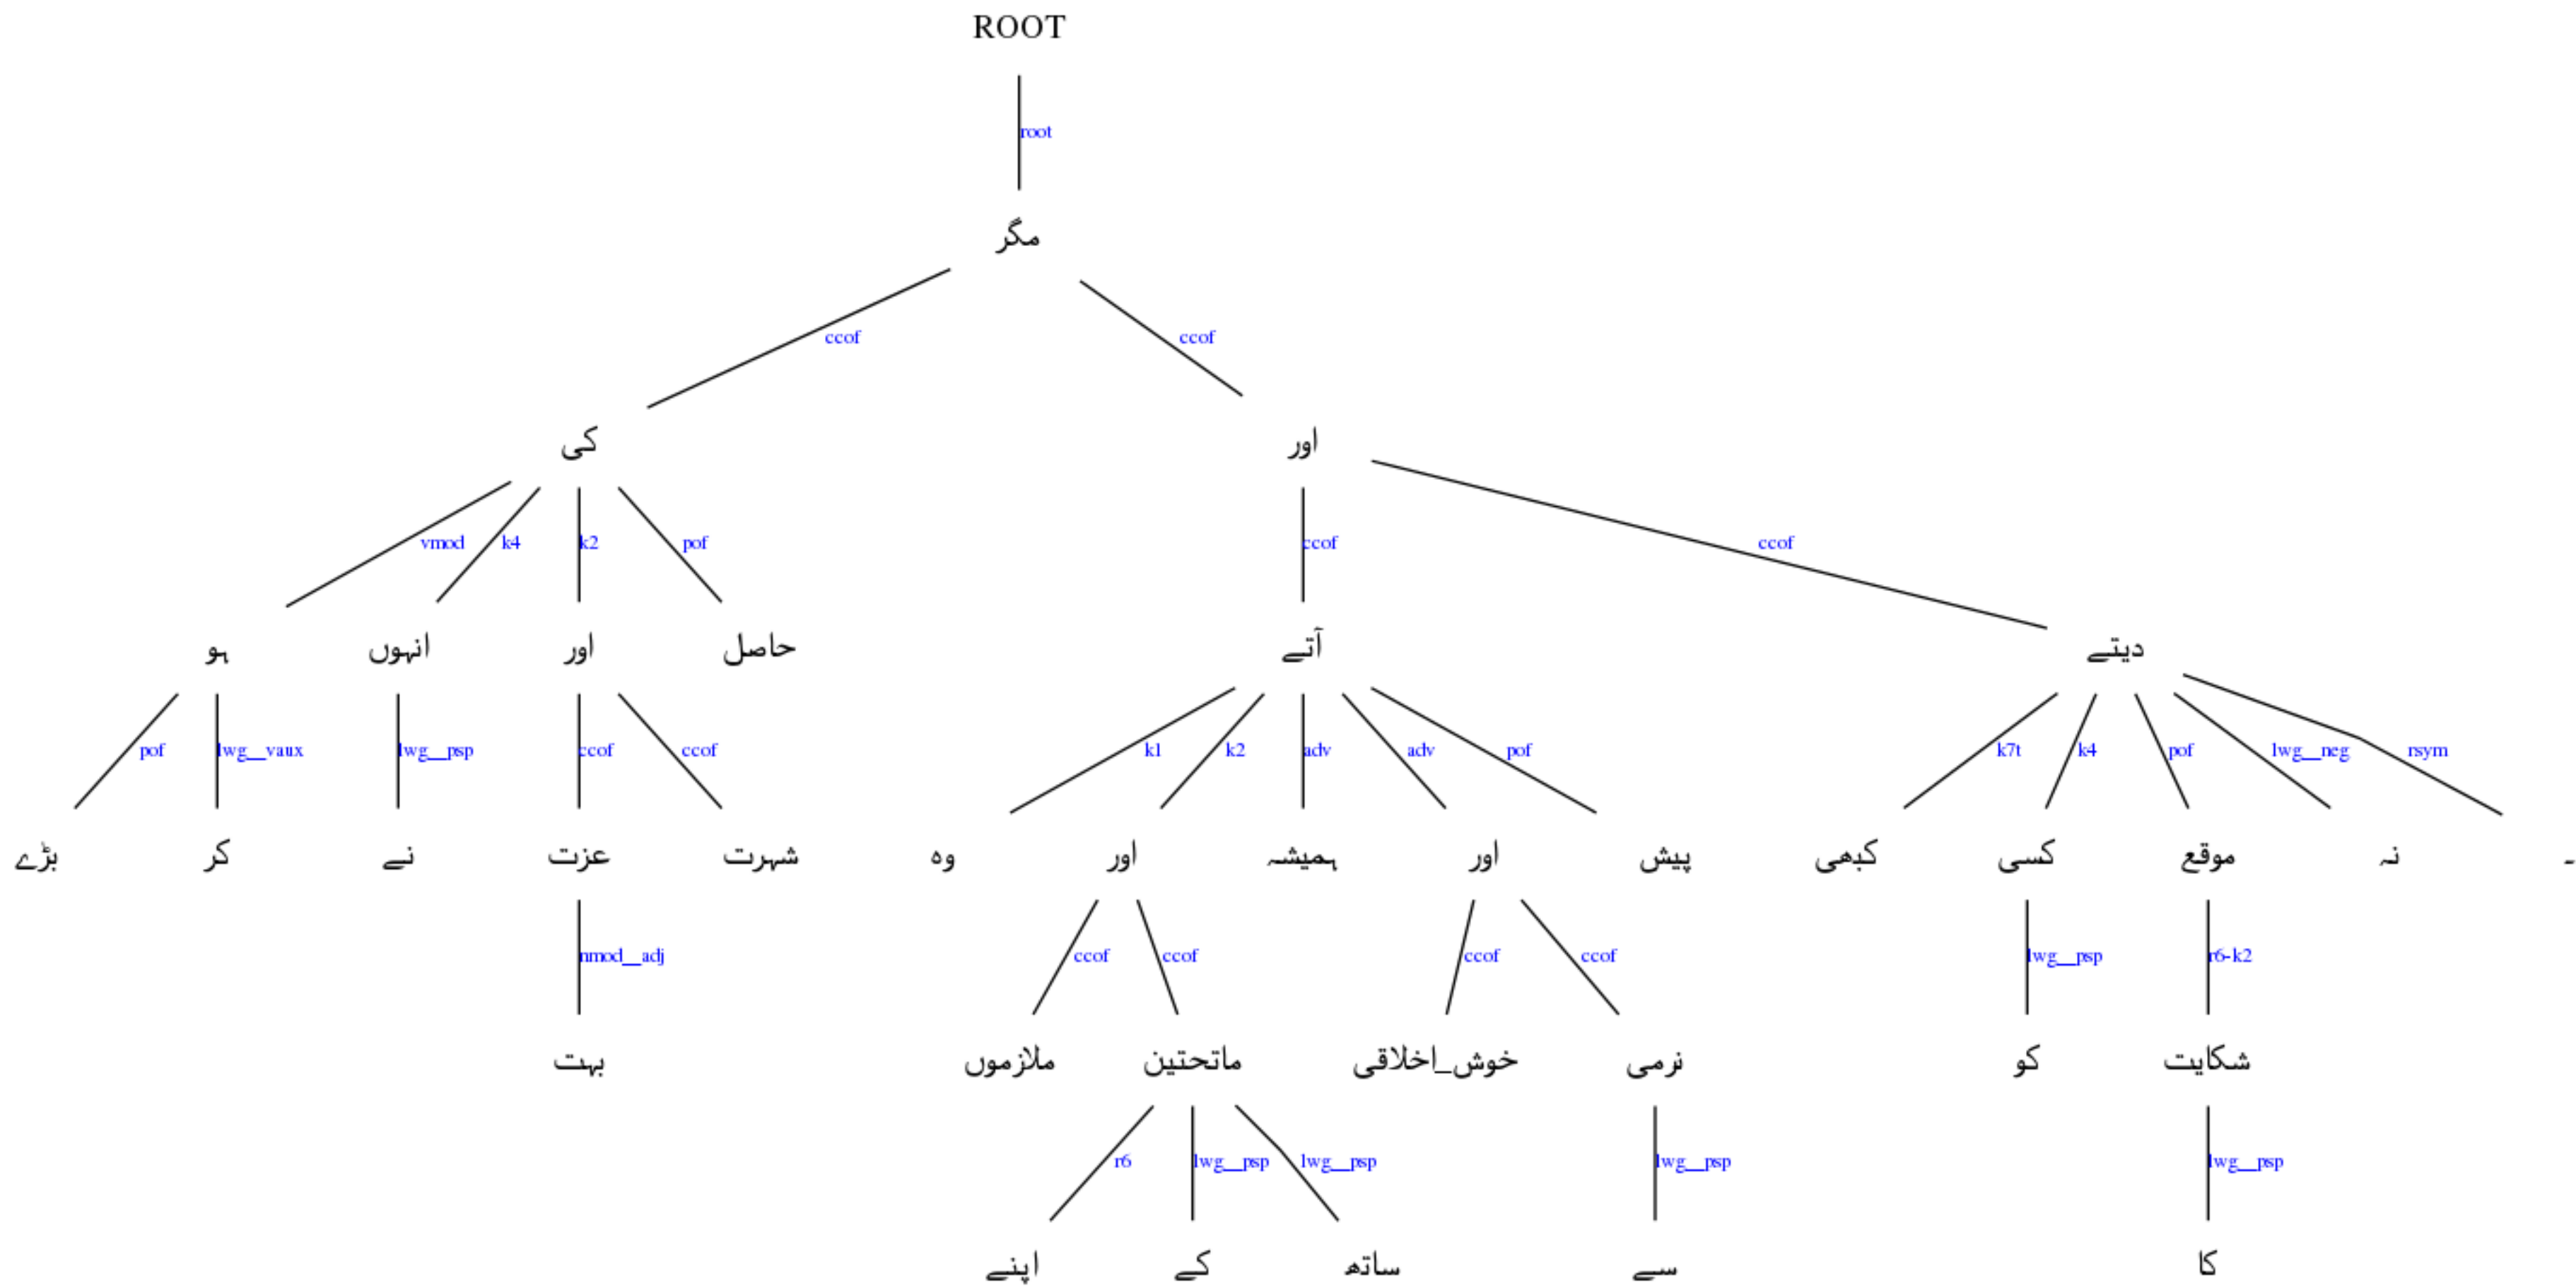 ROOT
root
مگر
ccof ccof
کی اور
vmod k4 k2 pof ccof ccof
ہو انہوں اور حاصل آتے دیتے
pof lwg__vaux lwg__psp ccof ccof k1 k2 adv adv pof k7t k4 pof lwg__neg rsym
بڑے کر نے عزت شہرت وہ اور ہمیشہ اور پیش کبھی کسی موقع نہ ۔
nmod__adj ccof ccof ccof ccof lwg__psp r6-k2
بہت ملازموں ماتحتین خوش_اخلاقی نرمی کو شکایت
r6 lwg__psp lwg__psp lwg__psp lwg__psp
اپنے کے ساتھ سے کا